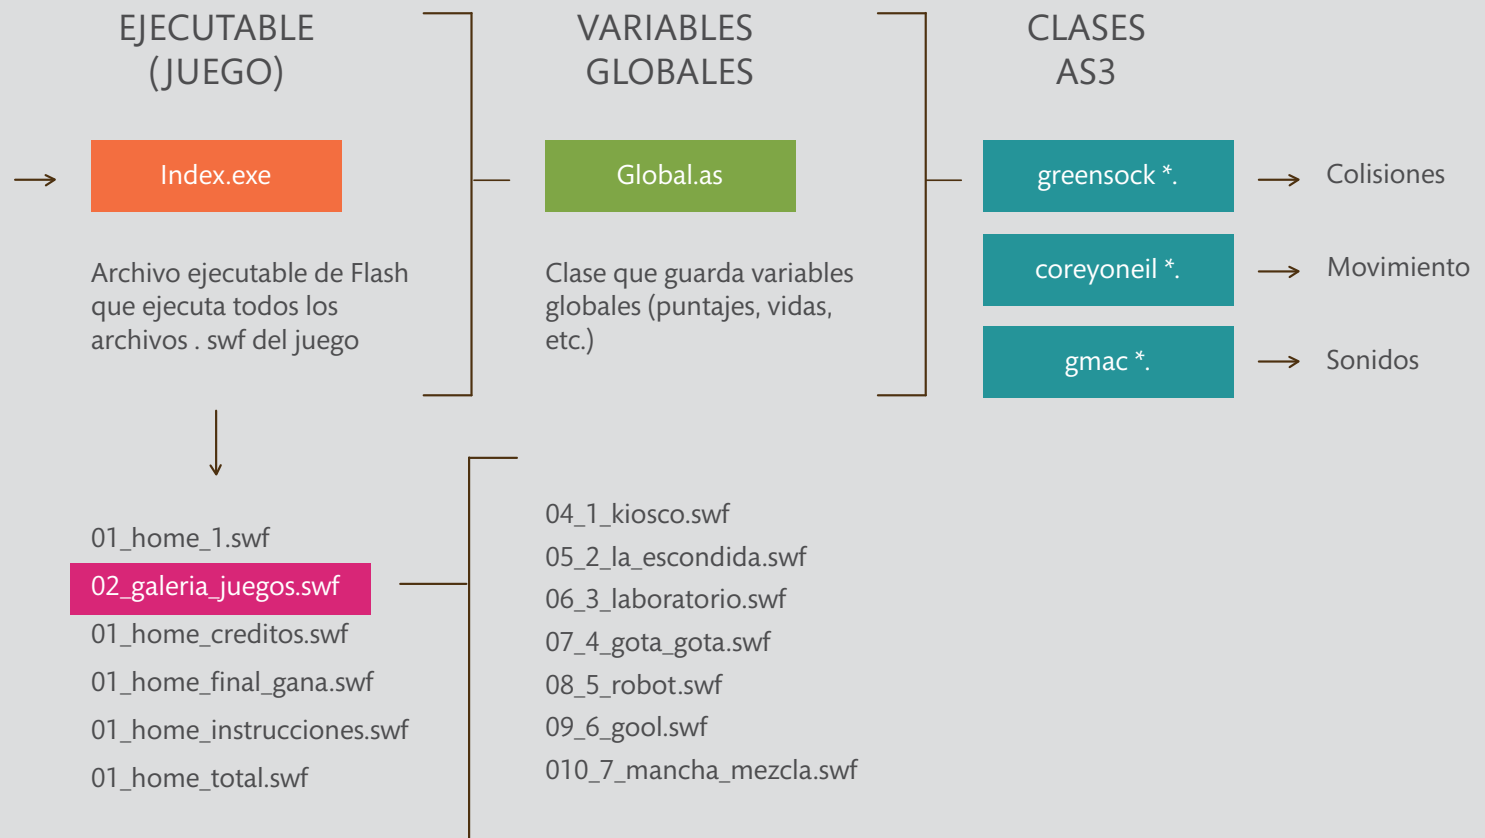 EJECUTABLE
(JUEGO)
Index.exe
Archivo ejecutable de Flash
que ejecuta todos los
archivos . swf del juego
VARIABLES
GLOBALES
Global.as
Clase que guarda variables
globales (puntajes, vidas,
etc.)
CLASES
AS3
greensock *.
Colisiones
coreyoneil *.
Movimiento
gmac *.
Sonidos
01_home_1.swf
02_galeria_juegos.swf
01_home_creditos.swf
01_home_final_gana.swf
01_home_instrucciones.swf
01_home_total.swf
04_1_kiosco.swf
05_2_la_escondida.swf
06_3_laboratorio.swf
07_4_gota_gota.swf
08_5_robot.swf
09_6_gool.swf
010_7_mancha_mezcla.swf